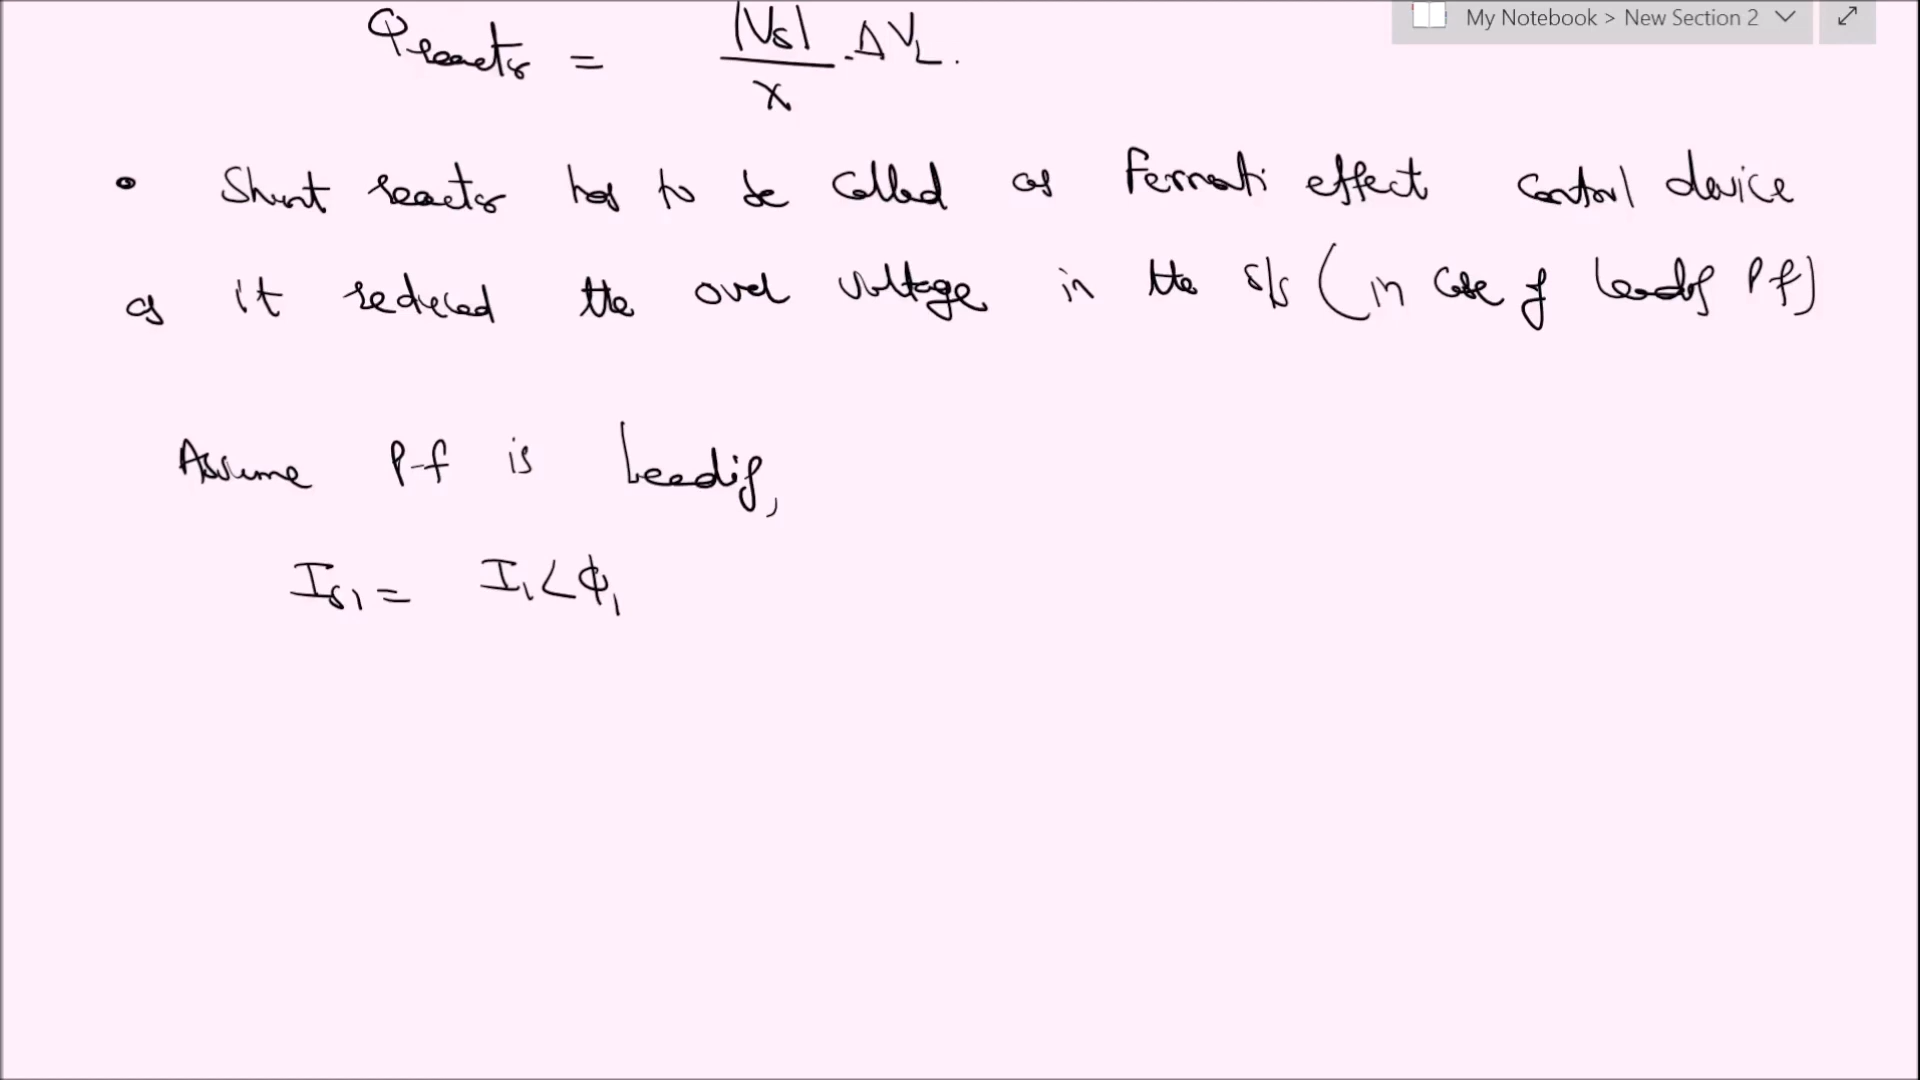 My Notebook > New Section 2
Qreactor = |Vs| / X . ΔVL.
• Shunt reactor has to be called as Ferranti effect control device
as it reduced the over voltage in the s/s (in case of leading Pf)
Assume P.f is Leading,
Is1 = I1∠ϕ1